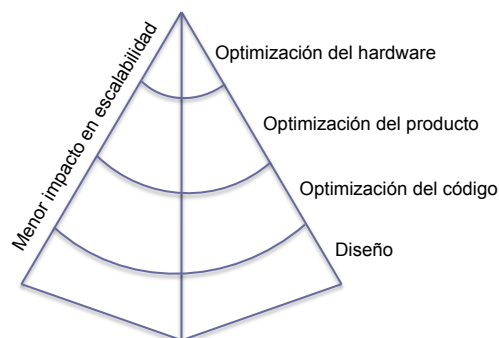 Menor impacto en escalabilidad
Optimización del hardware
Optimización del producto
Optimización del código
Diseño